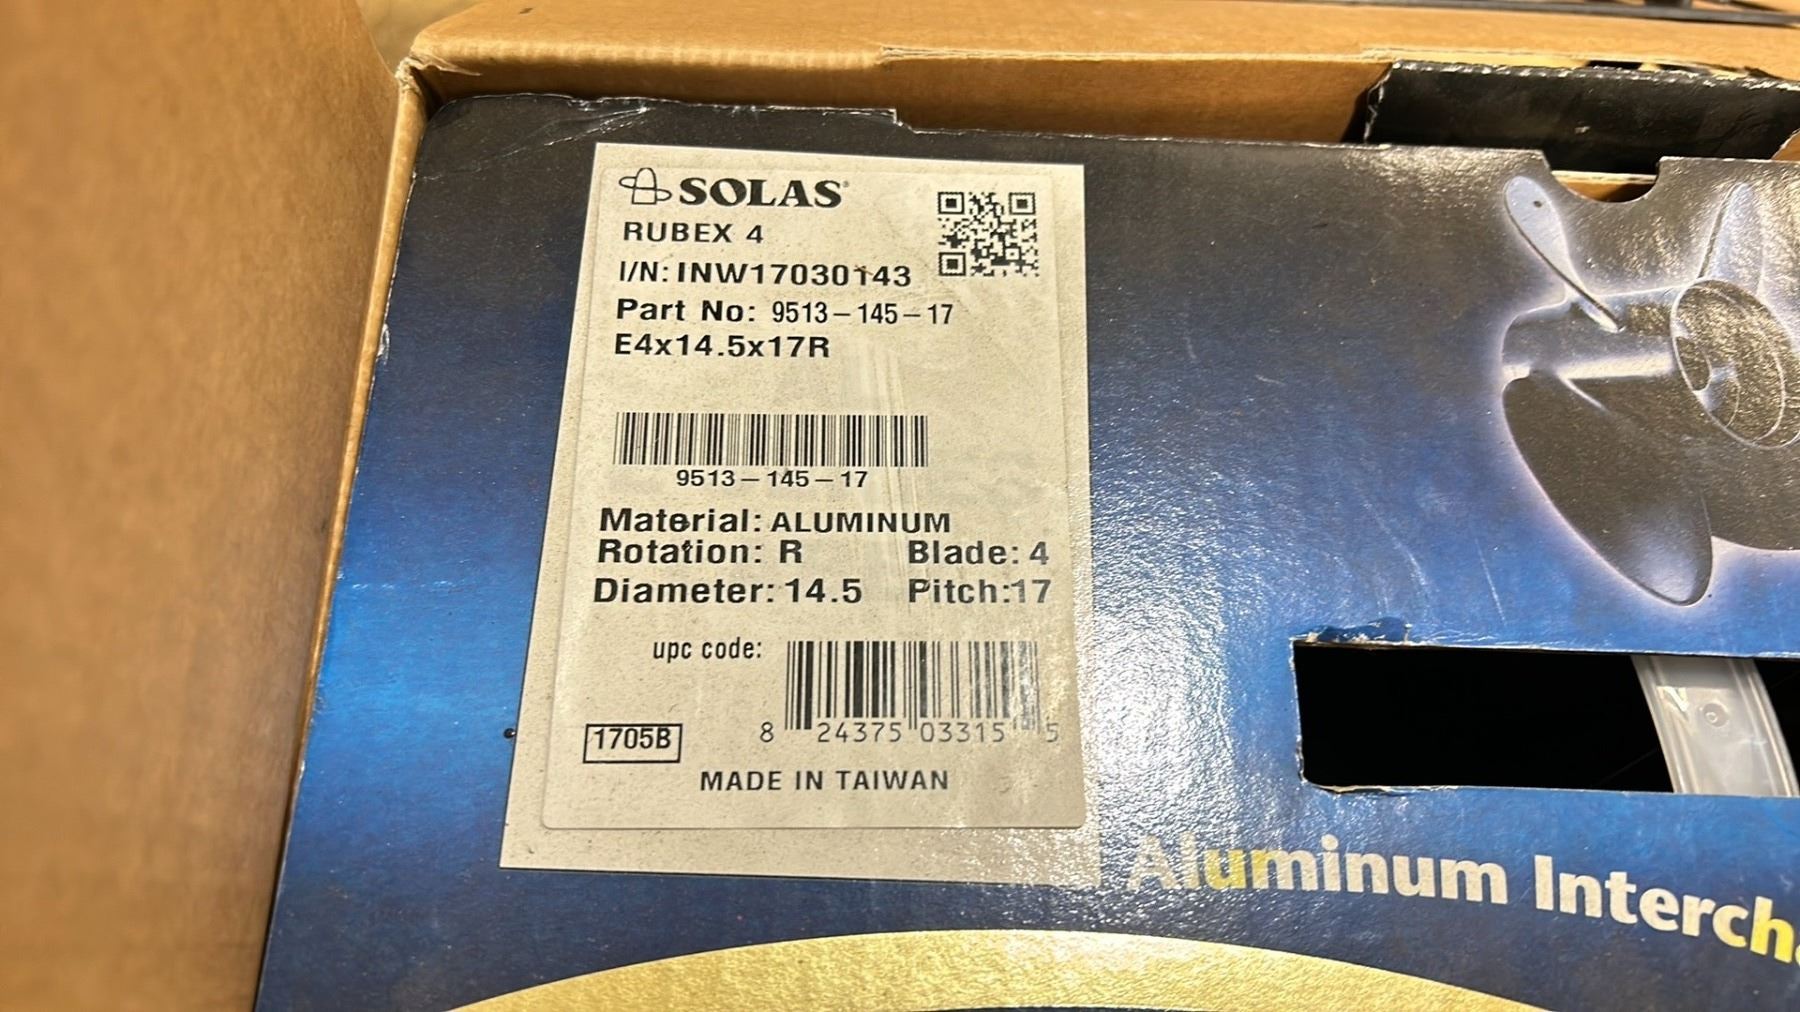 SOLAS®
RUBEX 4
I/N: INW17030143
Part No: 9513-145-17
E4x14.5x17R
9513-145-17
Material: ALUMINUM
Rotation: R Blade: 4
Diameter: 14.5 Pitch:17
upc code:
8 24375 03315 5
1705B
MADE IN TAIWAN
Aluminum Interch